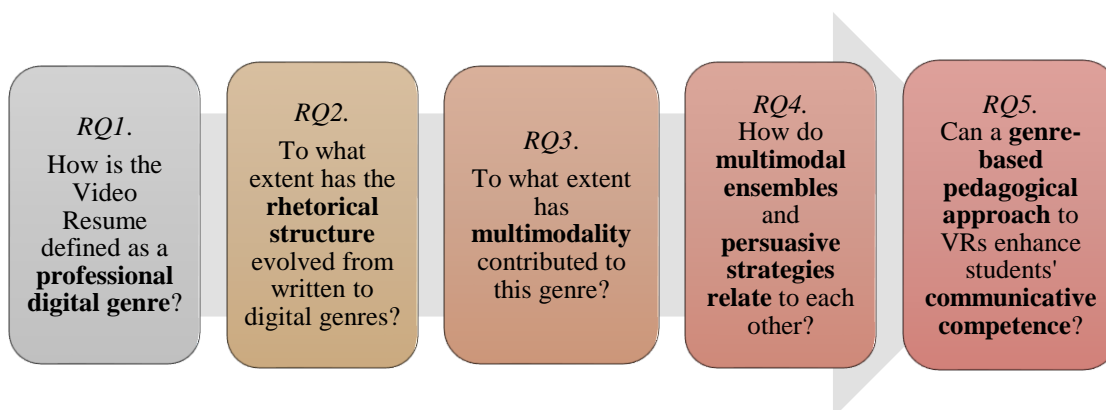 RQ1.
How is the
Video
Resume
defined as a
professional
digital genre?
RQ2.
To what
extent has the
rhetorical
structure
evolved from
written to
digital genres?
RQ3.
To what extent
has
multimodality
contributed to
this genre?
RQ4.
How do
multimodal
ensembles
and
persuasive
strategies
relate to each
other?
RQ5.
Can a genre-
based
pedagogical
approach to
VRs enhance
students'
communicative
competence?